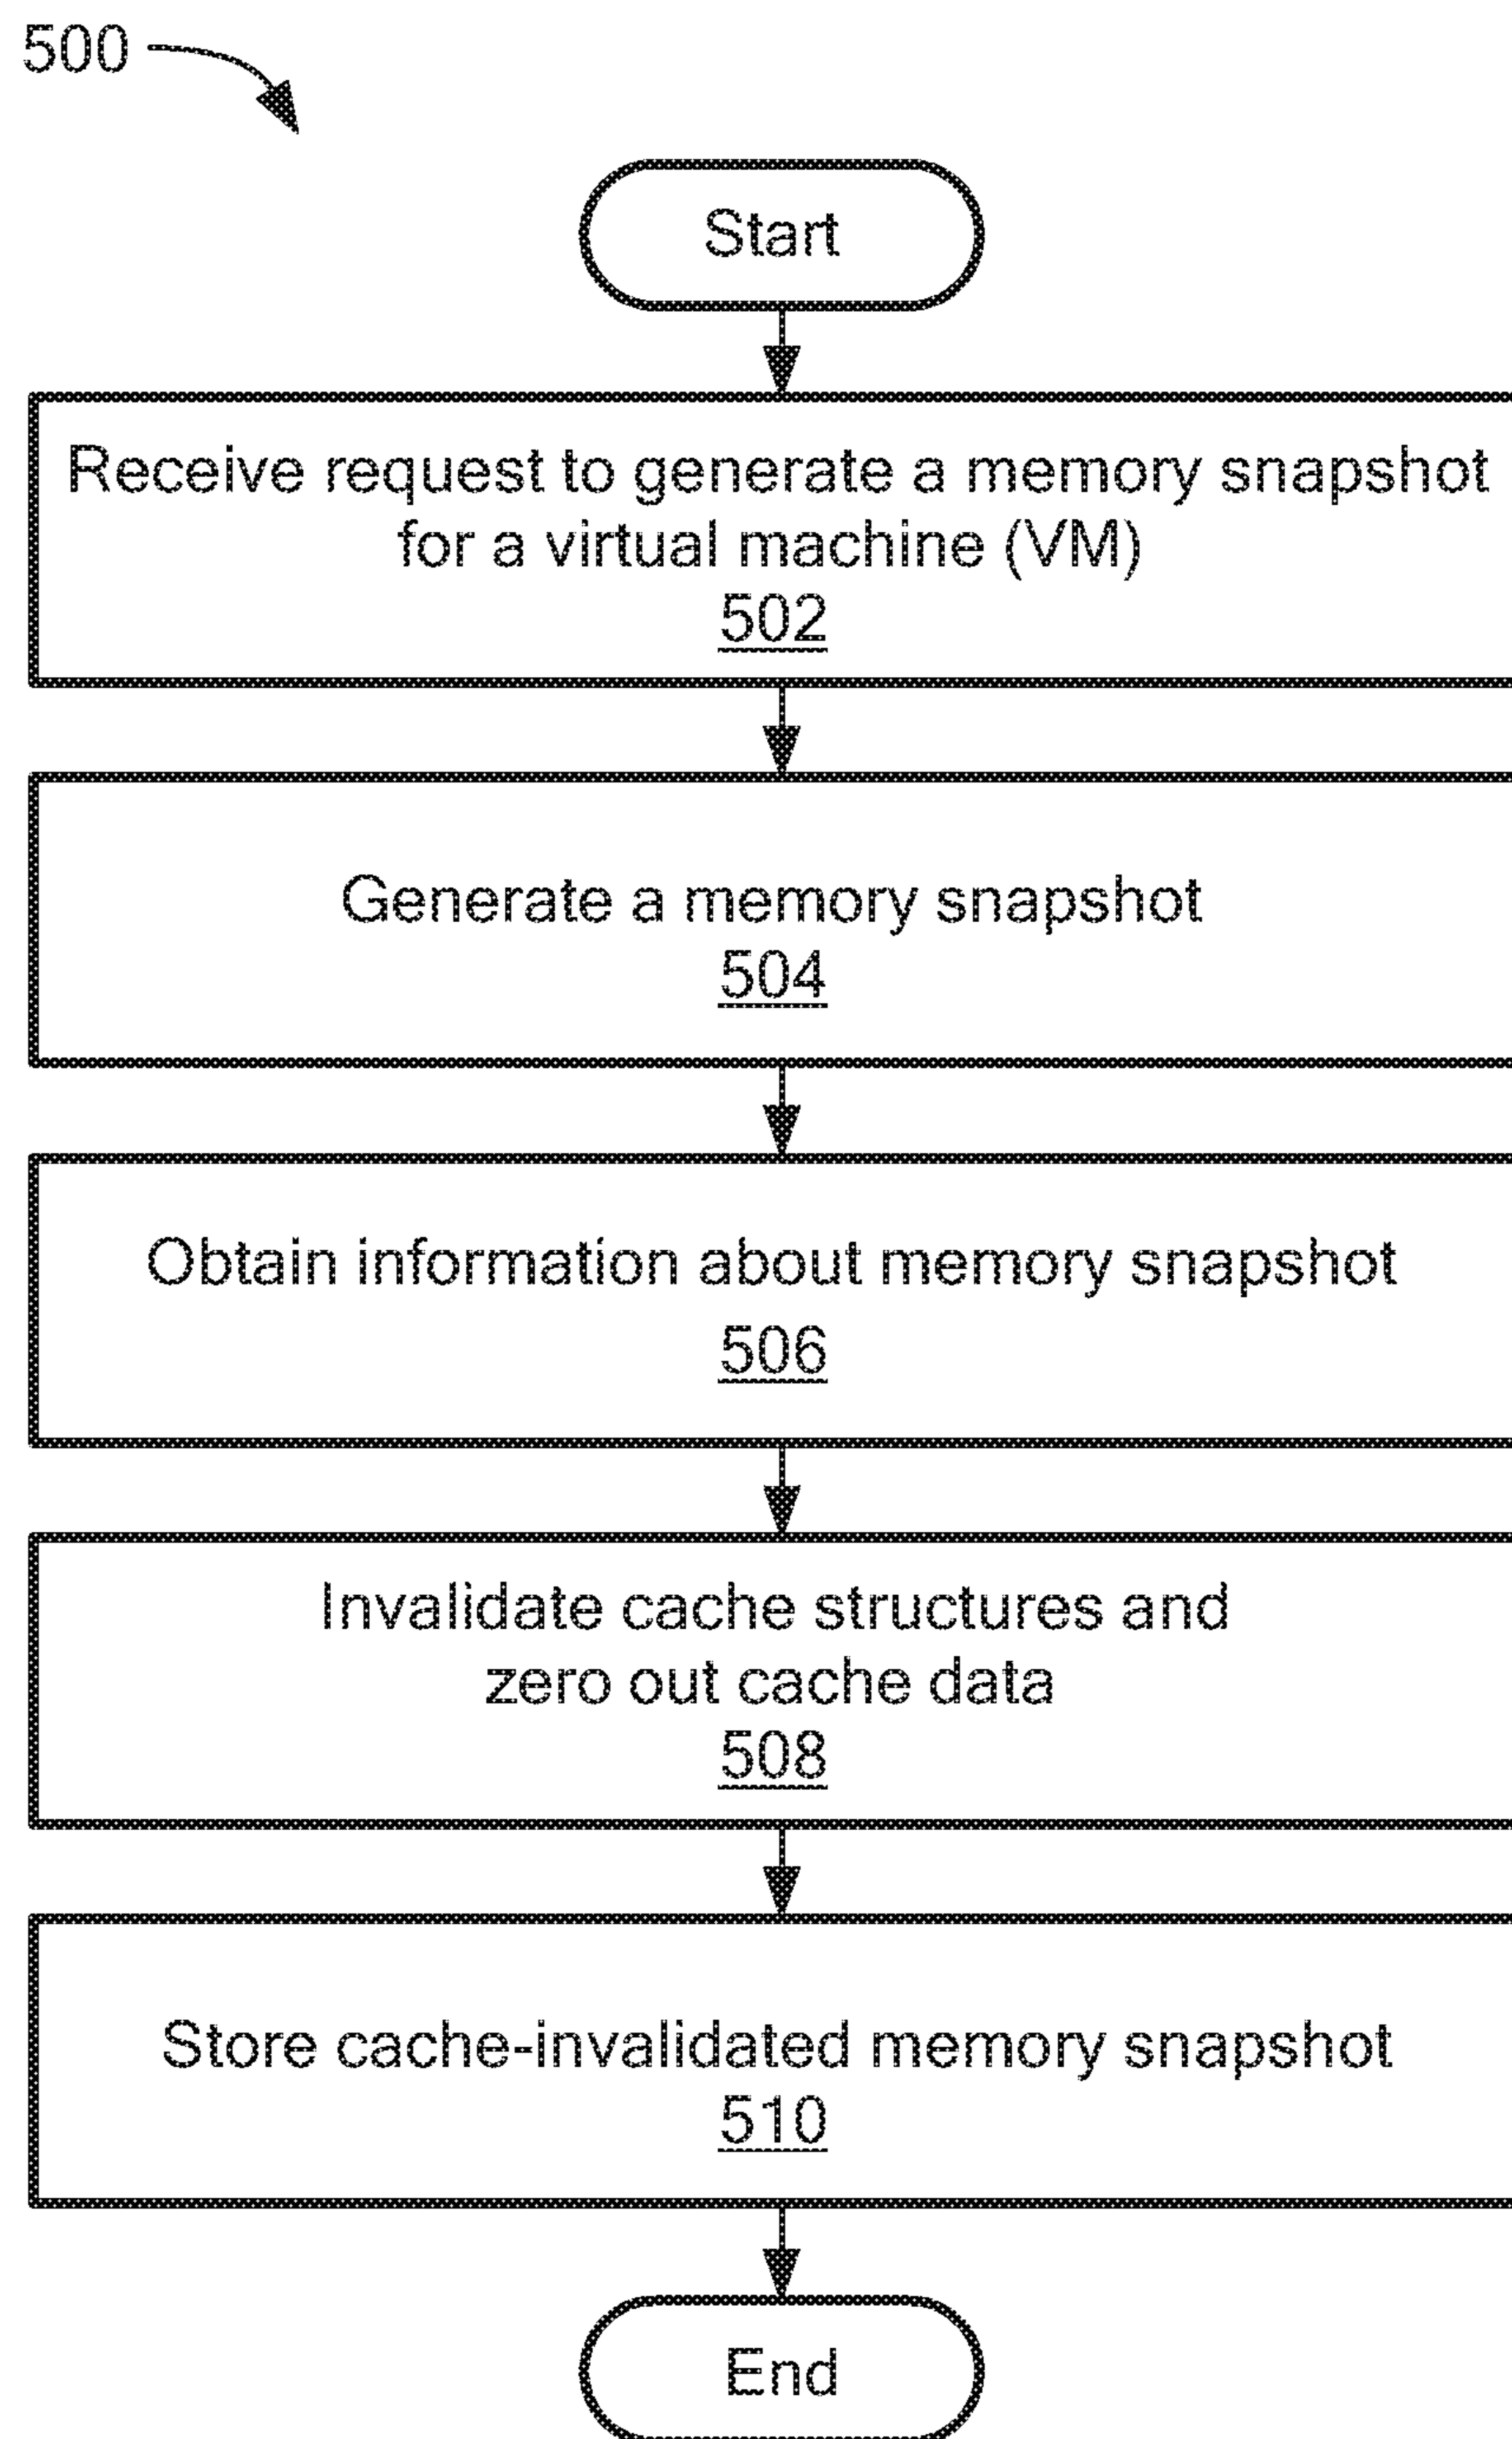 500
Start
Receive request to generate a memory snapshot
for a virtual machine (VM)
502
Generate a memory snapshot
504
Obtain information about memory snapshot
506
Invalidate cache structures and
zero out cache data
508
Store cache-invalidated memory snapshot
510
End